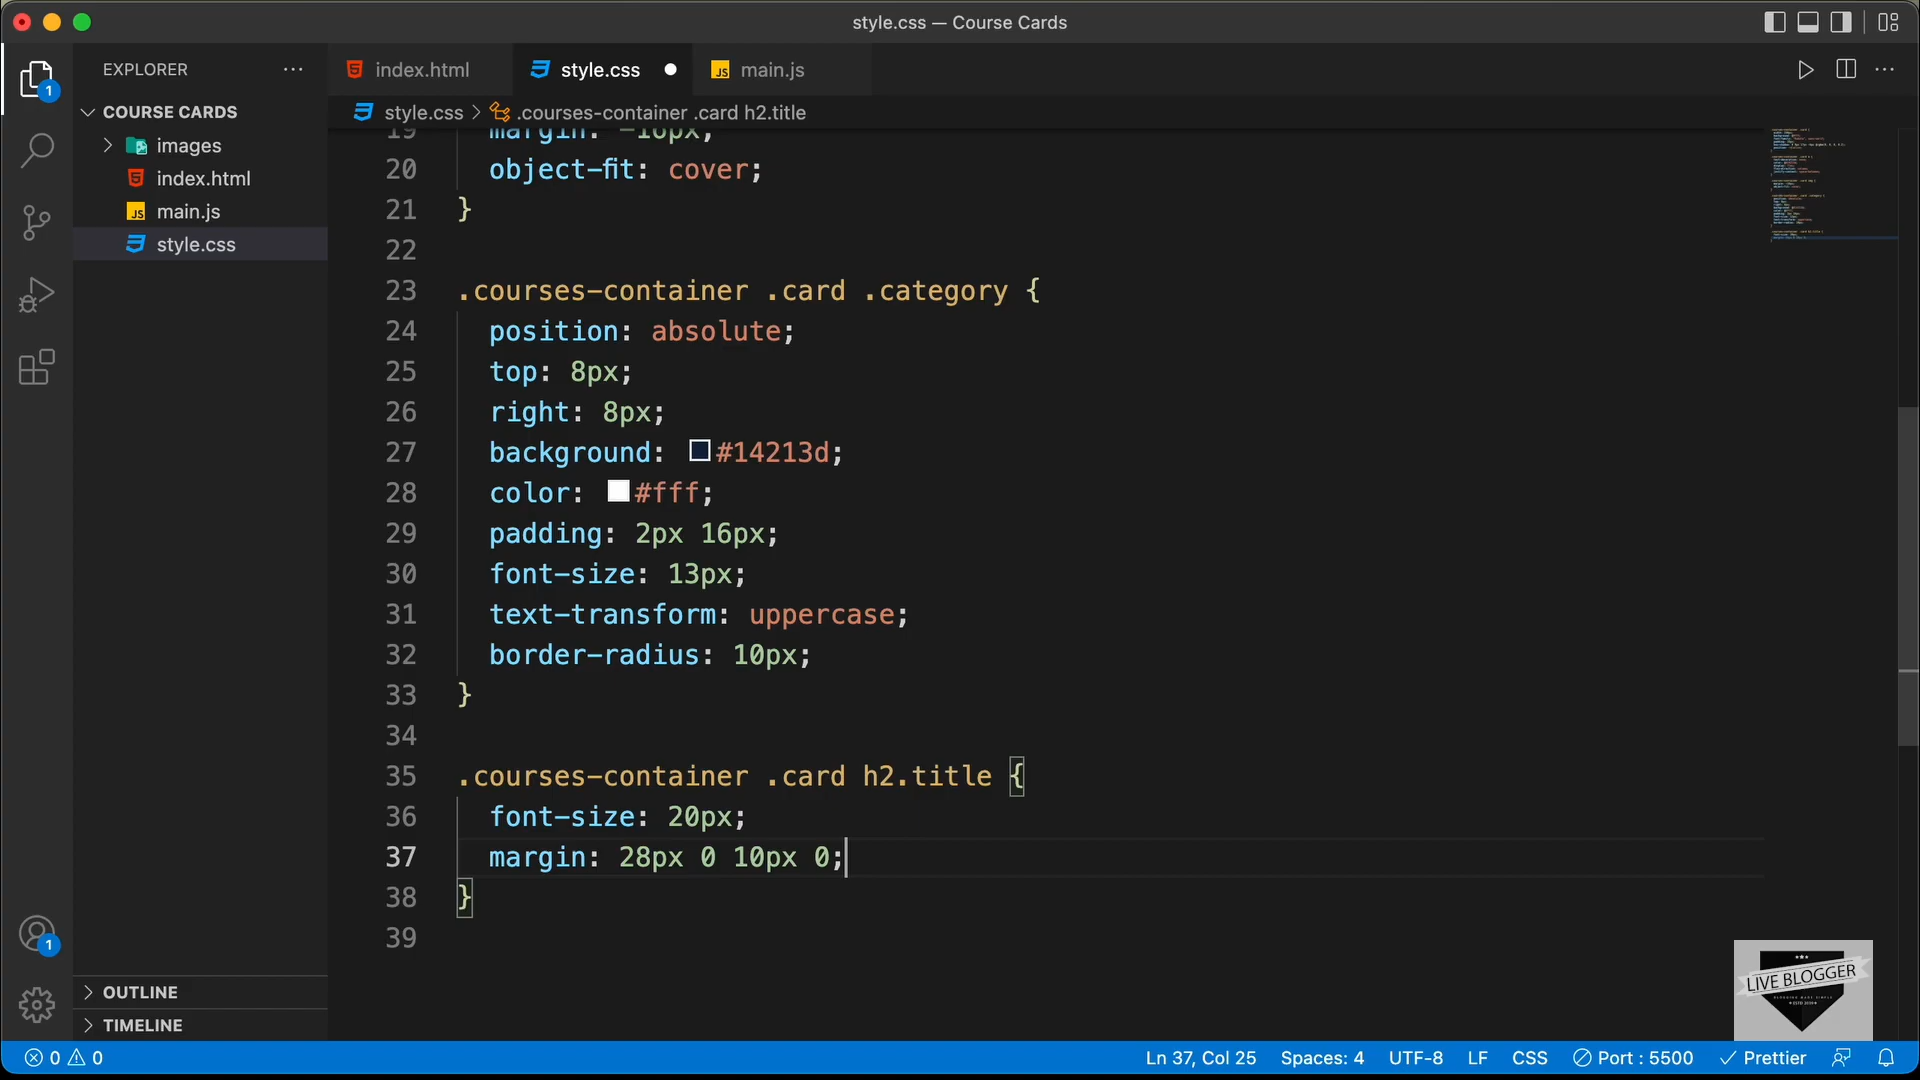 style.css — Course Cards
EXPLORER
index.html
style.css
main.js
1
COURSE CARDS
style.css
.courses-container .card h2.title
images
index.html
main.js
style.css
19 margin: -16px;
20 object-fit: cover;
21 }
22
23 .courses-container .card .category {
24 position: absolute;
25 top: 8px;
26 right: 8px;
27 background: #14213d;
28 color: #fff;
29 padding: 2px 16px;
30 font-size: 13px;
31 text-transform: uppercase;
32 border-radius: 10px;
33 }
34
35 .courses-container .card h2.title {
36 font-size: 20px;
37 margin: 28px 0 10px 0;
38 }
39
1
OUTLINE
TIMELINE
LIVE BLOGGER
0 0
Ln 37, Col 25
Spaces: 4
UTF-8
LF
CSS
Port : 5500
Prettier